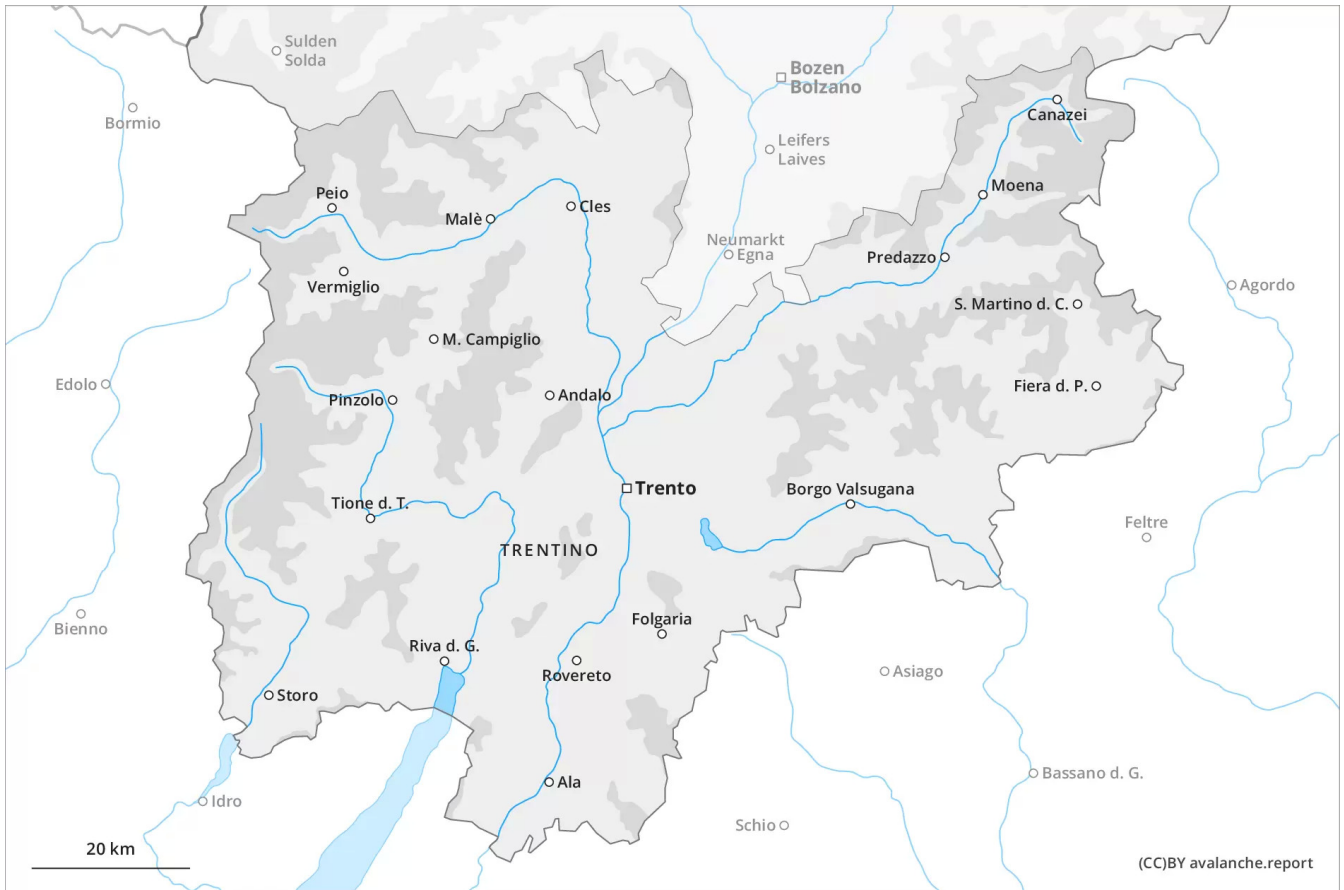 Sulden
Solda
Bozen
Bolzano
Bormio
Canazei
Leifers
Laives
Peio
Moena
Malè
Cles
Neumarkt
Egna
Predazzo
Vermiglio
Agordo
S. Martino d. C.
M. Campiglio
Edolo
Fiera d. P.
Pinzolo
Andalo
Trento
Borgo Valsugana
Tione d. T.
Feltre
TRENTINO
Bienno
Folgaria
Riva d. G.
Asiago
Rovereto
Storo
Bassano d. G.
Ala
Idro
Schio
20 km
(CC)BY avalanche.report